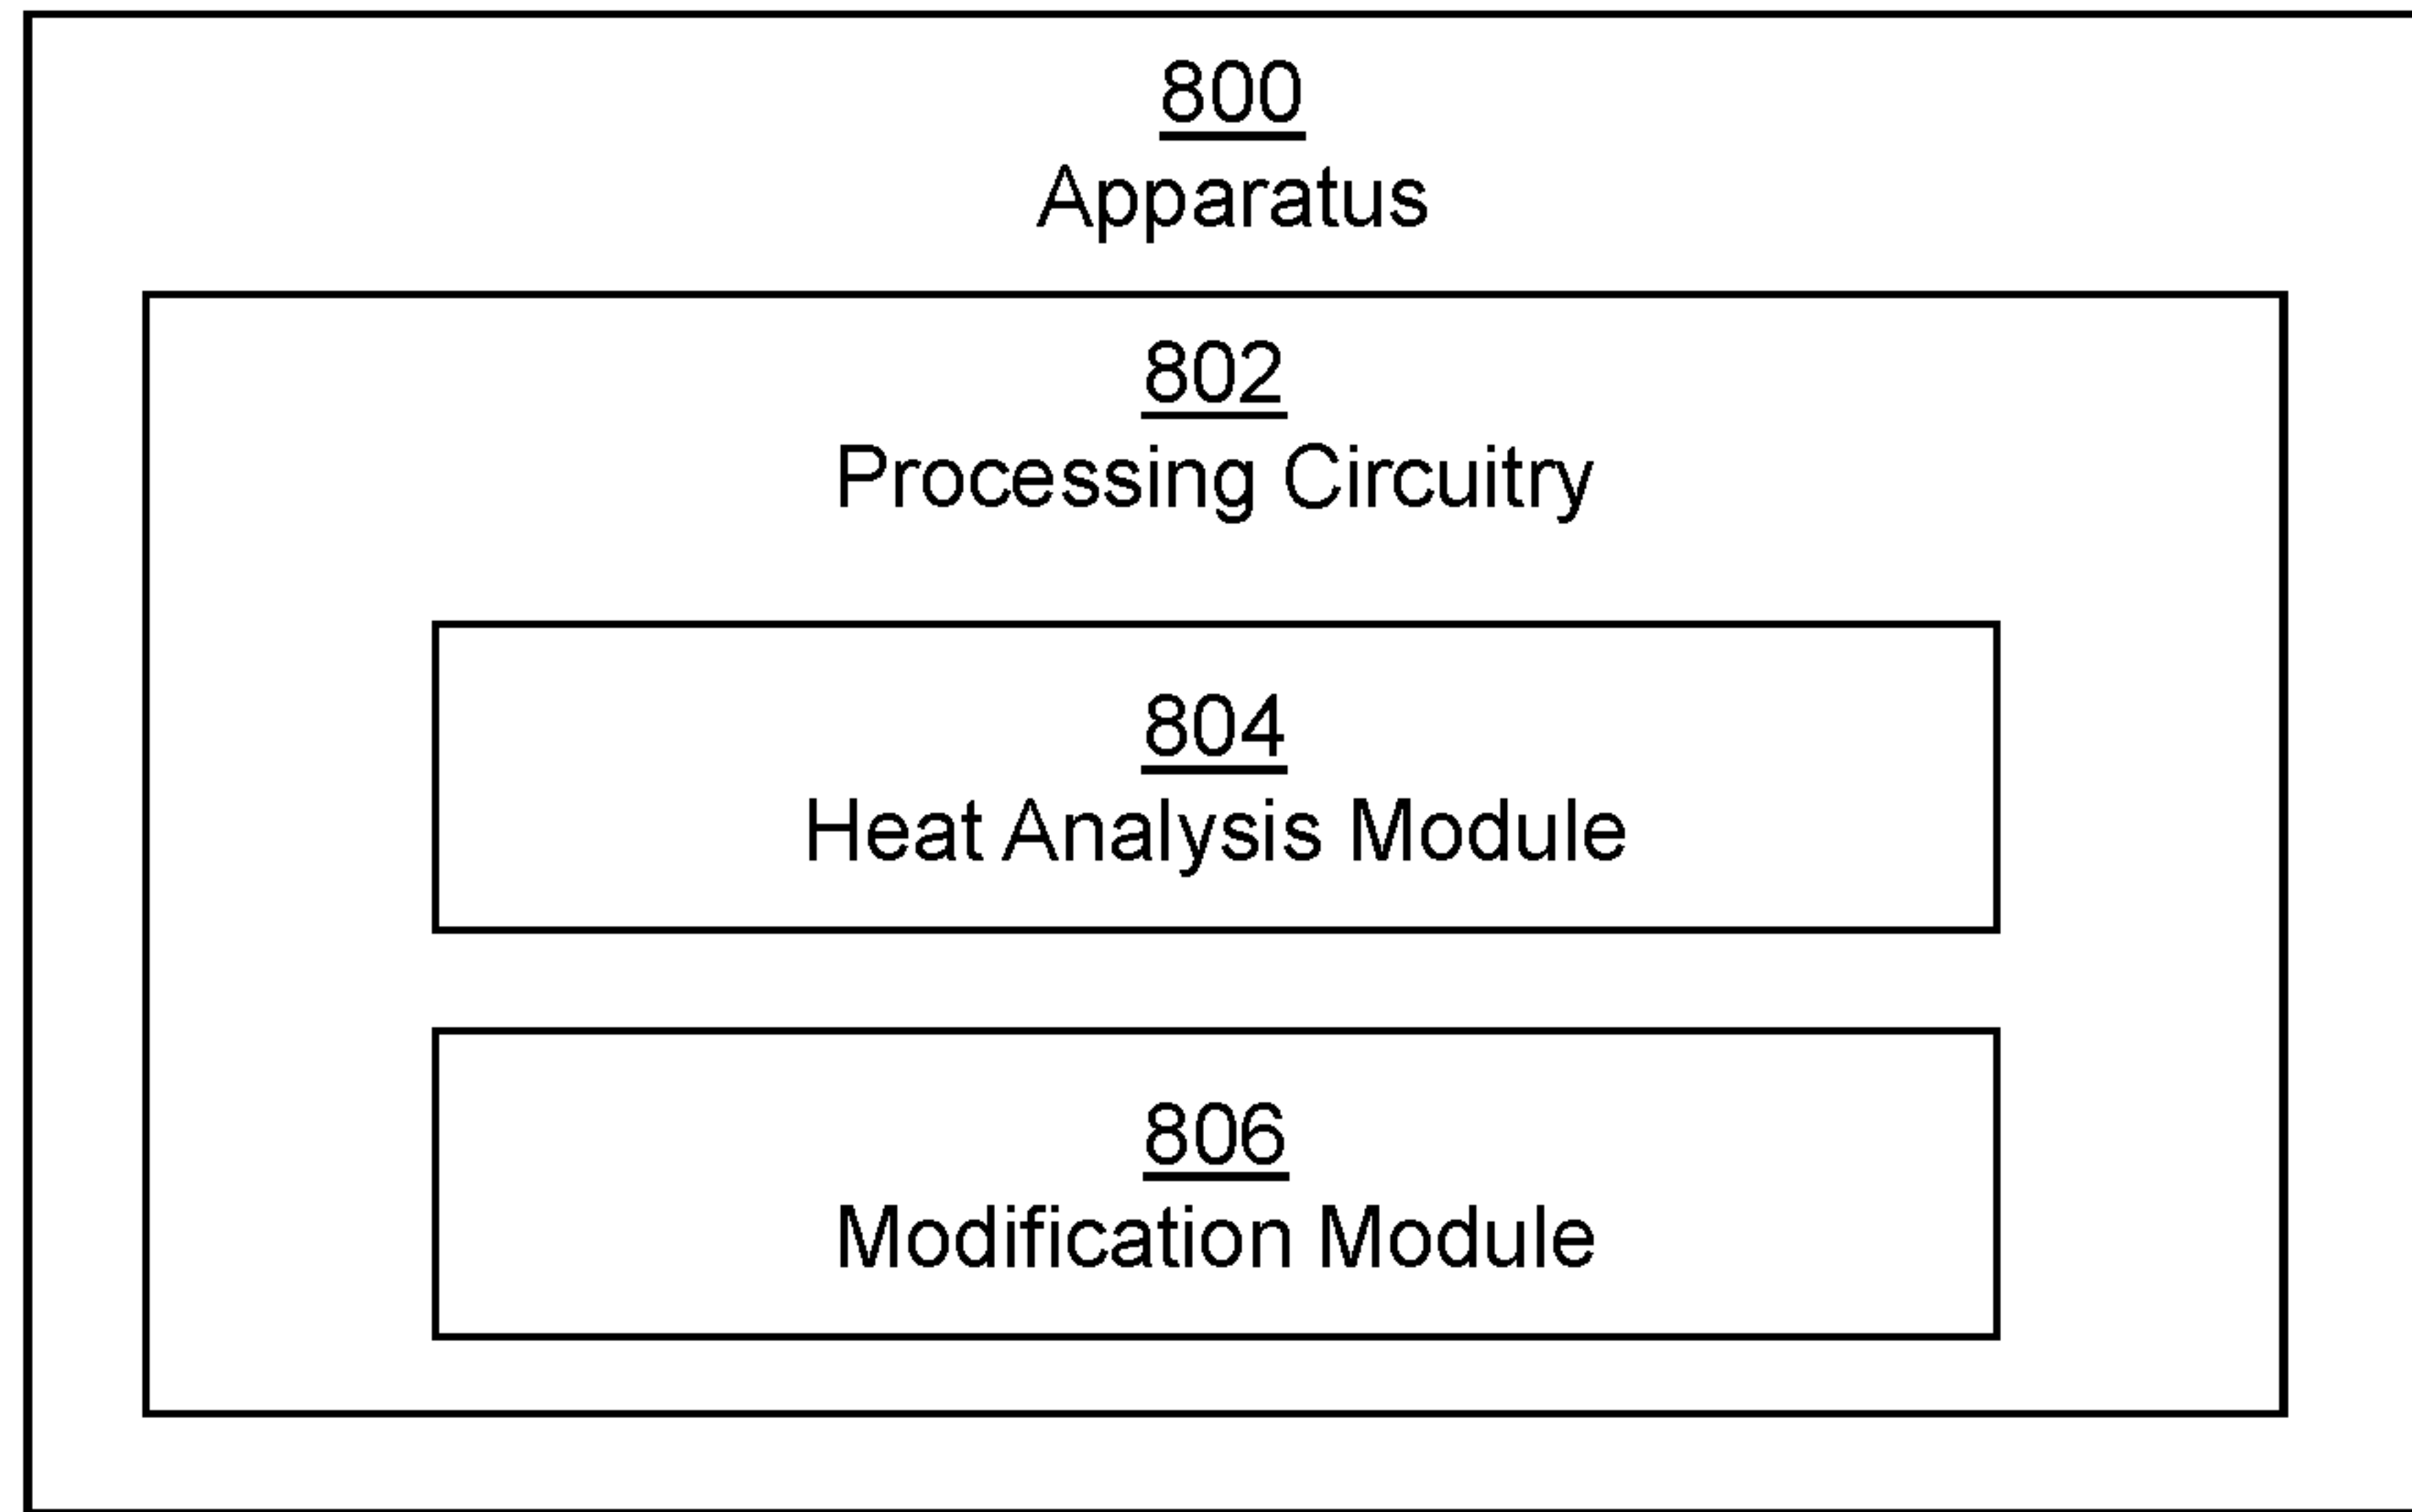 800
Apparatus
802
Processing Circuitry
804
Heat Analysis Module
806
Modification Module